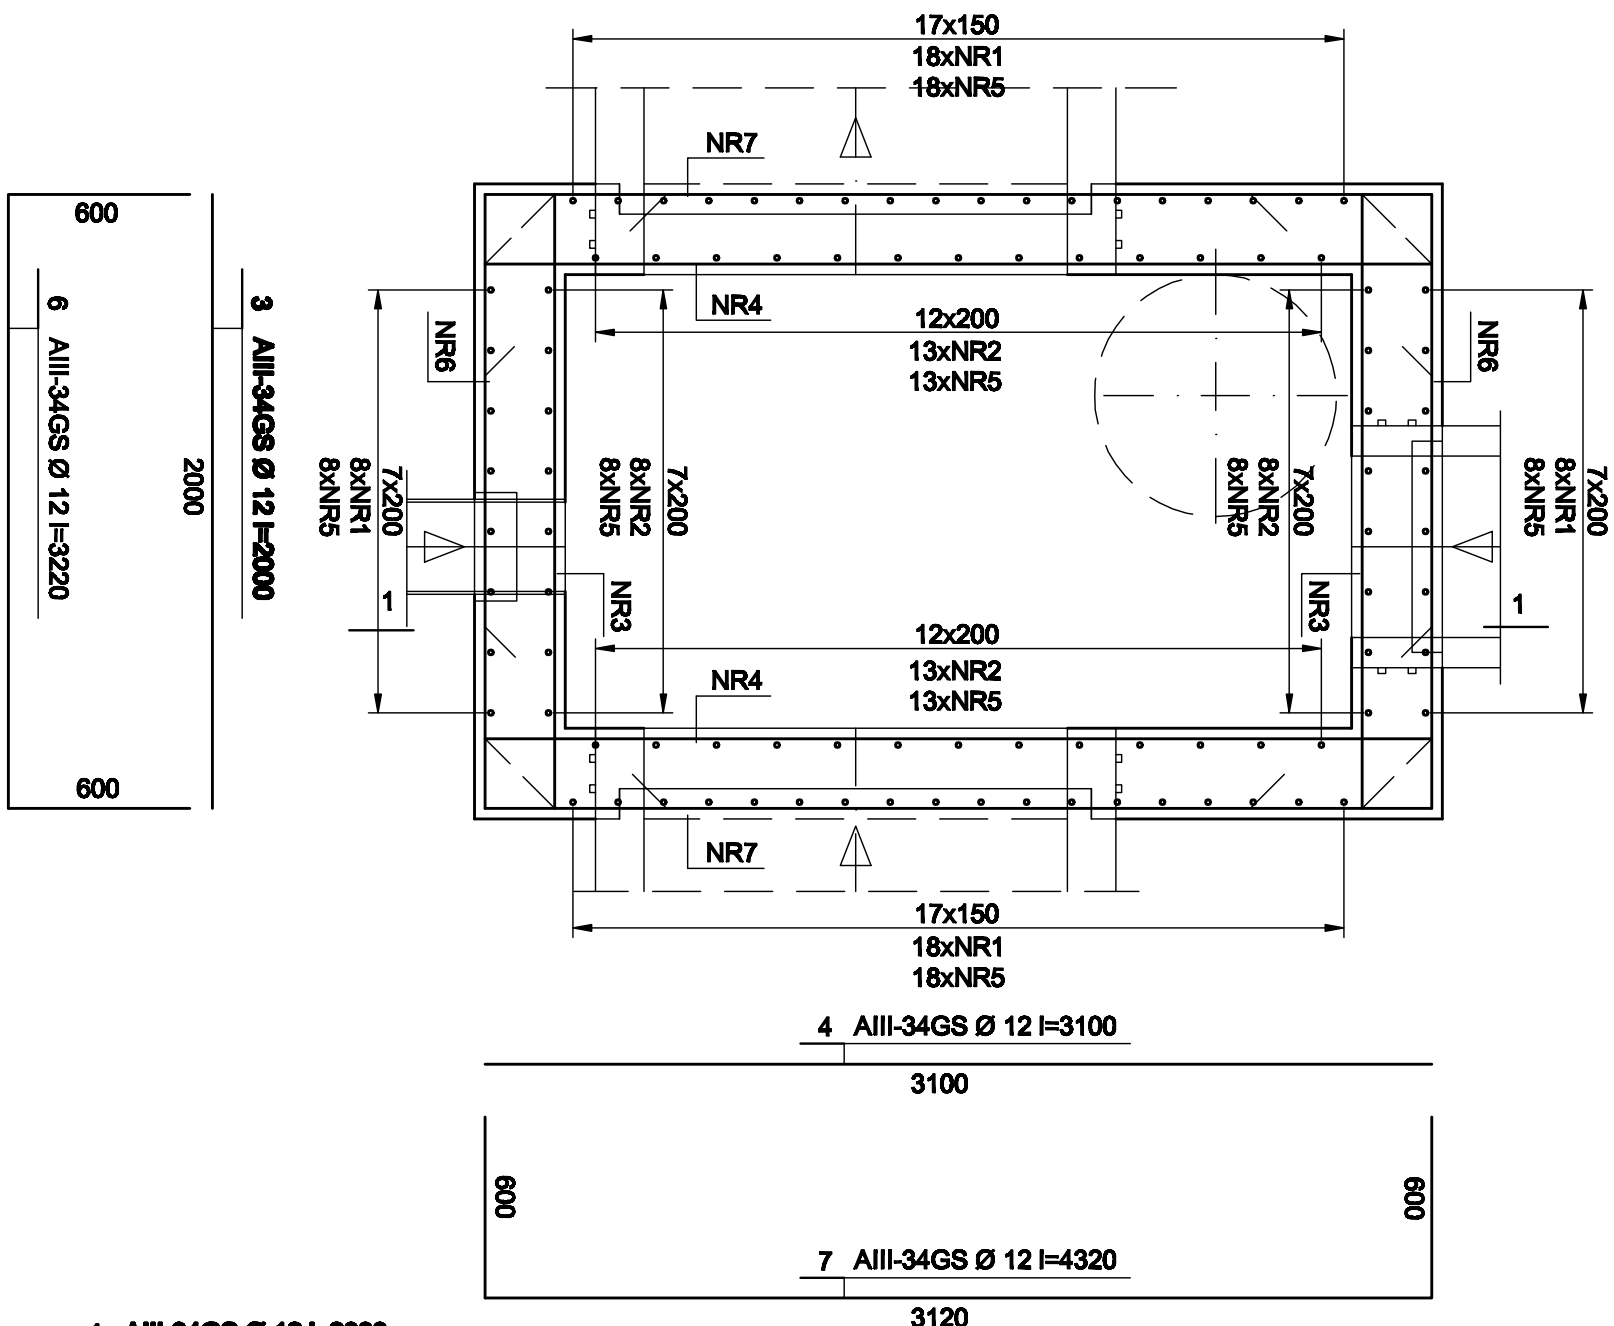 17x150
18xNR1
18xNR5
NR7
NR4
12x200
13xNR2
13xNR5
600
6 AIII-34GS Ø 12 l=3220
600
3 AIII-34GS Ø 12 l=2000
2000
NR6
7x200
8xNR1
8xNR5
1
7x200
8xNR2
8xNR5
NR3
7x200
8xNR2
8xNR5
NR3
NR6
7x200
8xNR1
8xNR5
1
12x200
13xNR2
13xNR5
NR4
NR7
17x150
18xNR1
18xNR5
4 AIII-34GS Ø 12 l=3100
3100
600
600
7 AIII-34GS Ø 12 l=4320
3120